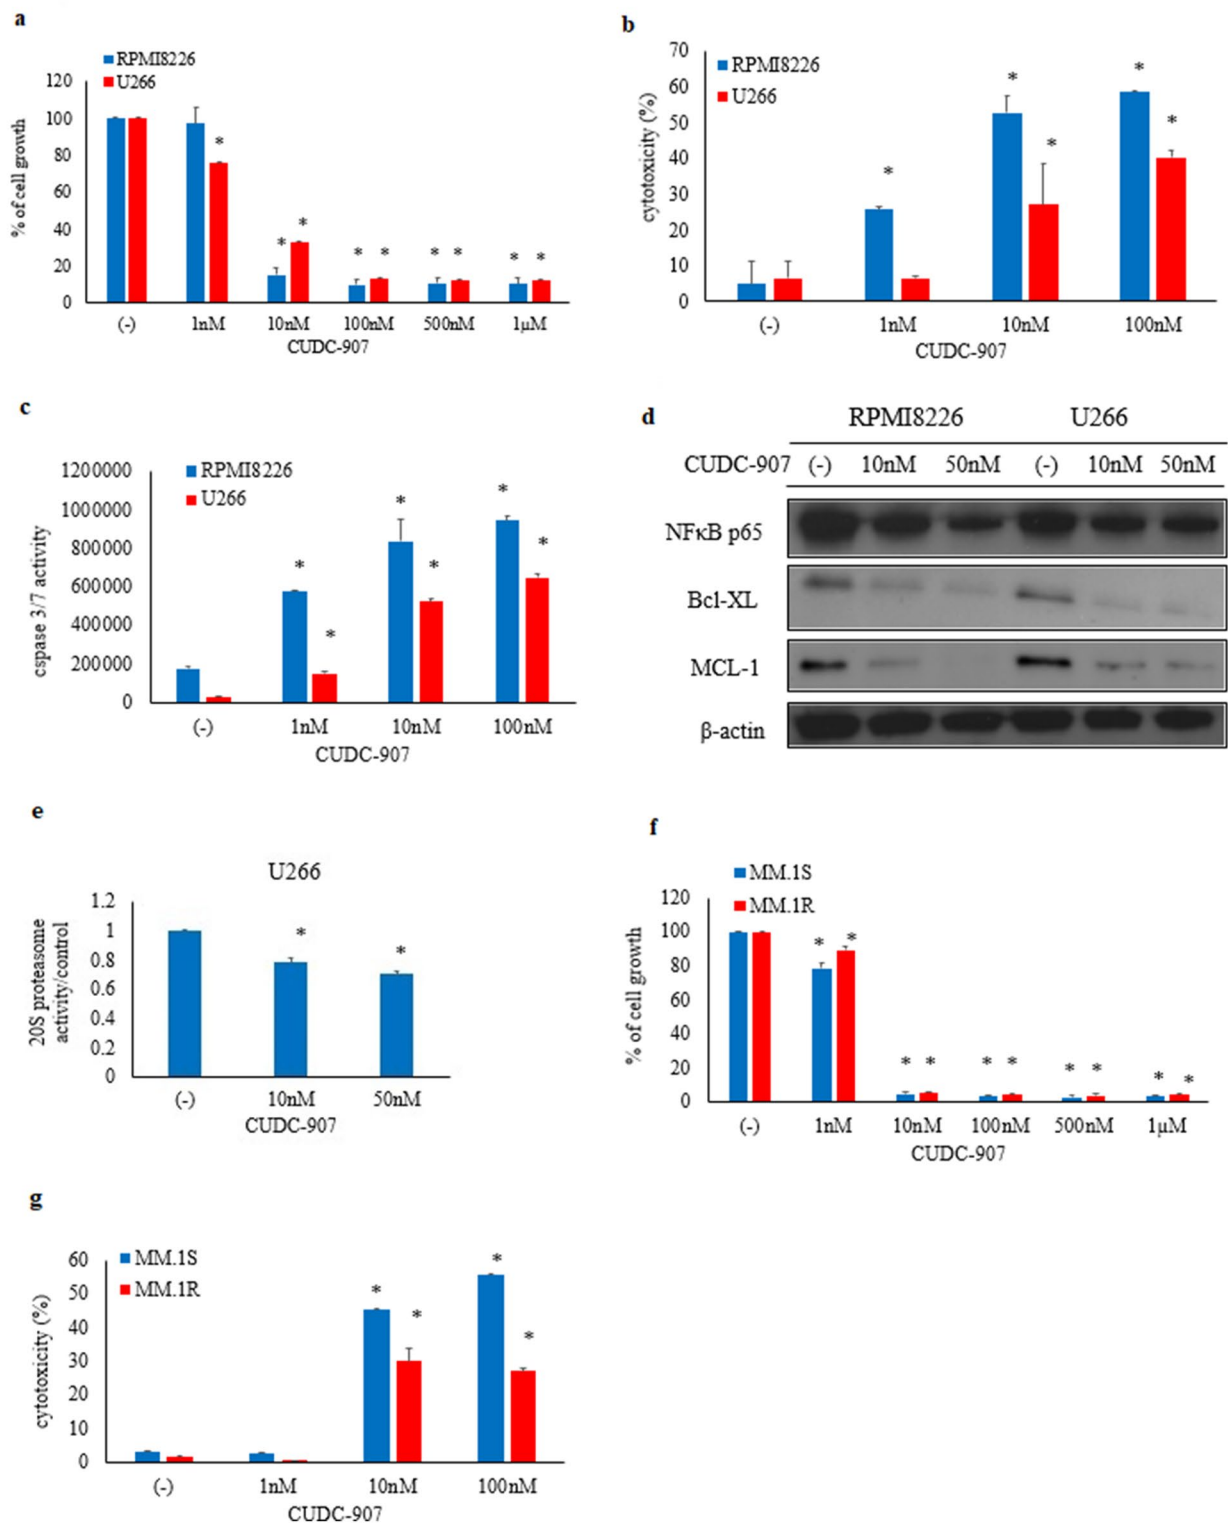 a
RPMI8226
U266
% of cell growth
120
100
80
60
40
20
0
* * * * * * * * *
(-) 1nM 10nM 100nM 500nM 1µM
CUDC-907
b
RPMI8226
U266
cytotoxicity (%)
70
60
50
40
30
20
10
0
* * * * *
(-) 1nM 10nM 100nM
CUDC-907
c
RPMI8226
U266
cspase 3/7 activity
1200000
1000000
800000
600000
400000
200000
0
* * * * * *
(-) 1nM 10nM 100nM
CUDC-907
d
RPMI8226 U266
CUDC-907 (-) 10nM 50nM (-) 10nM 50nM
NFκB p65
Bcl-XL
MCL-1
β-actin
e
U266
20S proteasome
activity/control
1.2
1
0.8
0.6
0.4
0.2
0
* *
(-) 10nM 50nM
CUDC-907
f
MM.1S
MM.1R
% of cell growth
120
100
80
60
40
20
0
* * * * * * * * * *
(-) 1nM 10nM 100nM 500nM 1µM
CUDC-907
g
MM.1S
MM.1R
cytotoxicity (%)
60
50
40
30
20
10
0
* * * *
(-) 1nM 10nM 100nM
CUDC-907